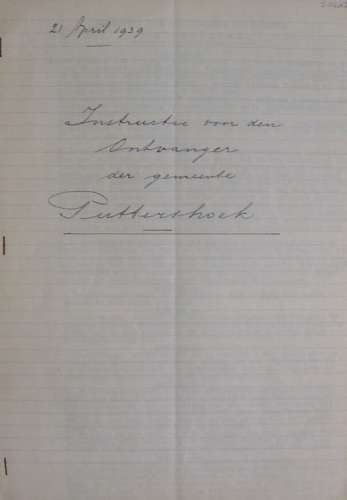 21 April 1939
Instructie voor den
Ontvanger
der gemeente
Puttershoek